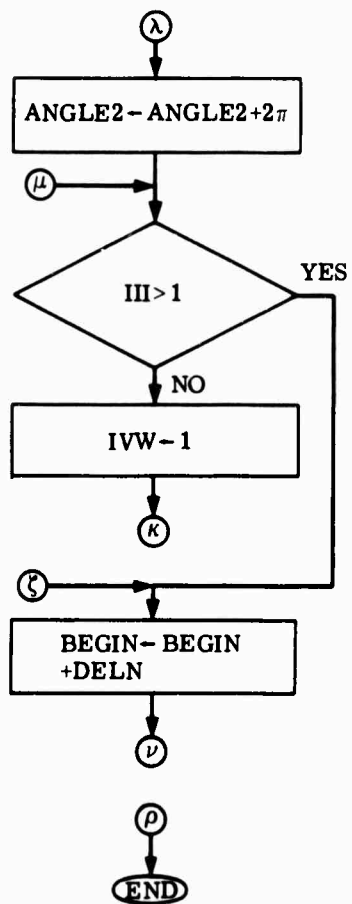 λ
ANGLE2←ANGLE2+2π
μ
III>1
YES
NO
IVW←1
κ
ζ
BEGIN←BEGIN
+DELN
ν
ρ
END